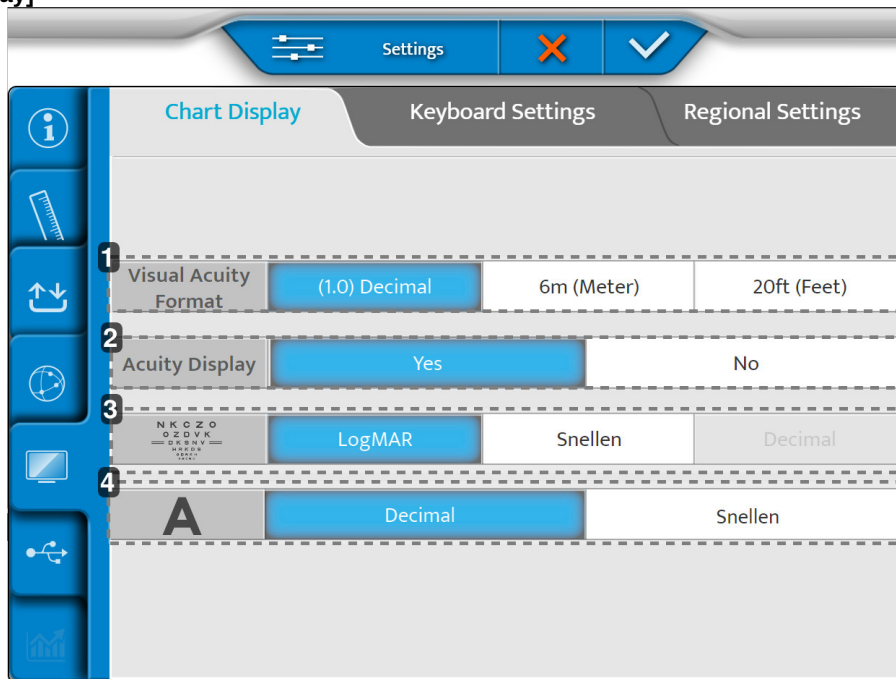 ay]
Settings
Chart Display Keyboard Settings Regional Settings
1
Visual Acuity Format (1.0) Decimal 6m (Meter) 20ft (Feet)
2
Acuity Display Yes No
3
N K C Z O
O Z D V K
D K S N V
H R K D S
LogMAR Snellen Decimal
4
A Decimal Snellen